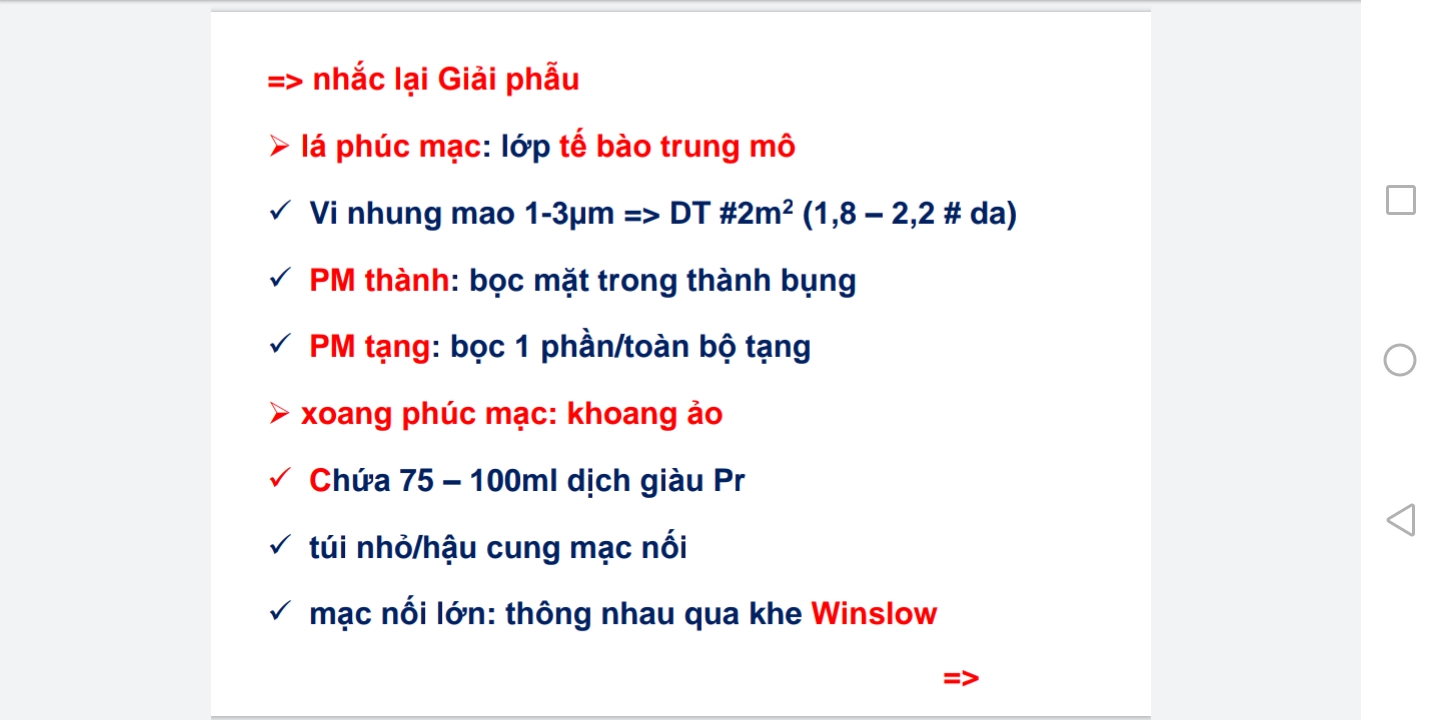 => nhắc lại Giải phẫu
➢ lá phúc mạc: lớp tế bào trung mô
✓ Vi nhung mao 1-3µm => DT #2m² (1,8 – 2,2 # da)
✓ PM thành: bọc mặt trong thành bụng
✓ PM tạng: bọc 1 phần/toàn bộ tạng
➢ xoang phúc mạc: khoang ảo
✓ Chứa 75 – 100ml dịch giàu Pr
✓ túi nhỏ/hậu cung mạc nối
✓ mạc nối lớn: thông nhau qua khe Winslow
=>